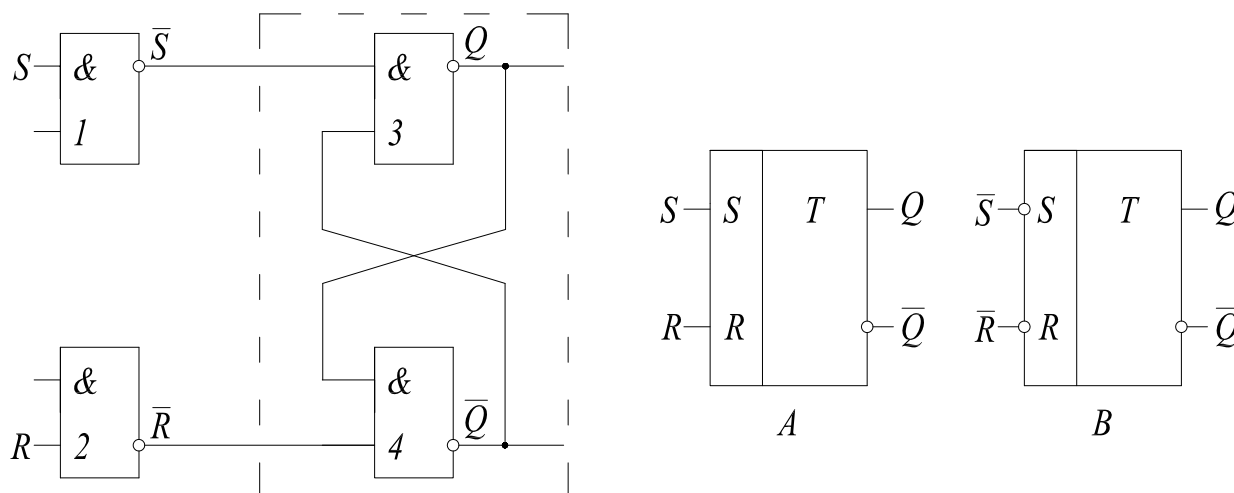 S̅ Q̅
S & &
1 3
S S T Q S̅ S T Q
& &
R̅ Q̅
R 2 4
R R Q̅ R̅ R Q̅
A B